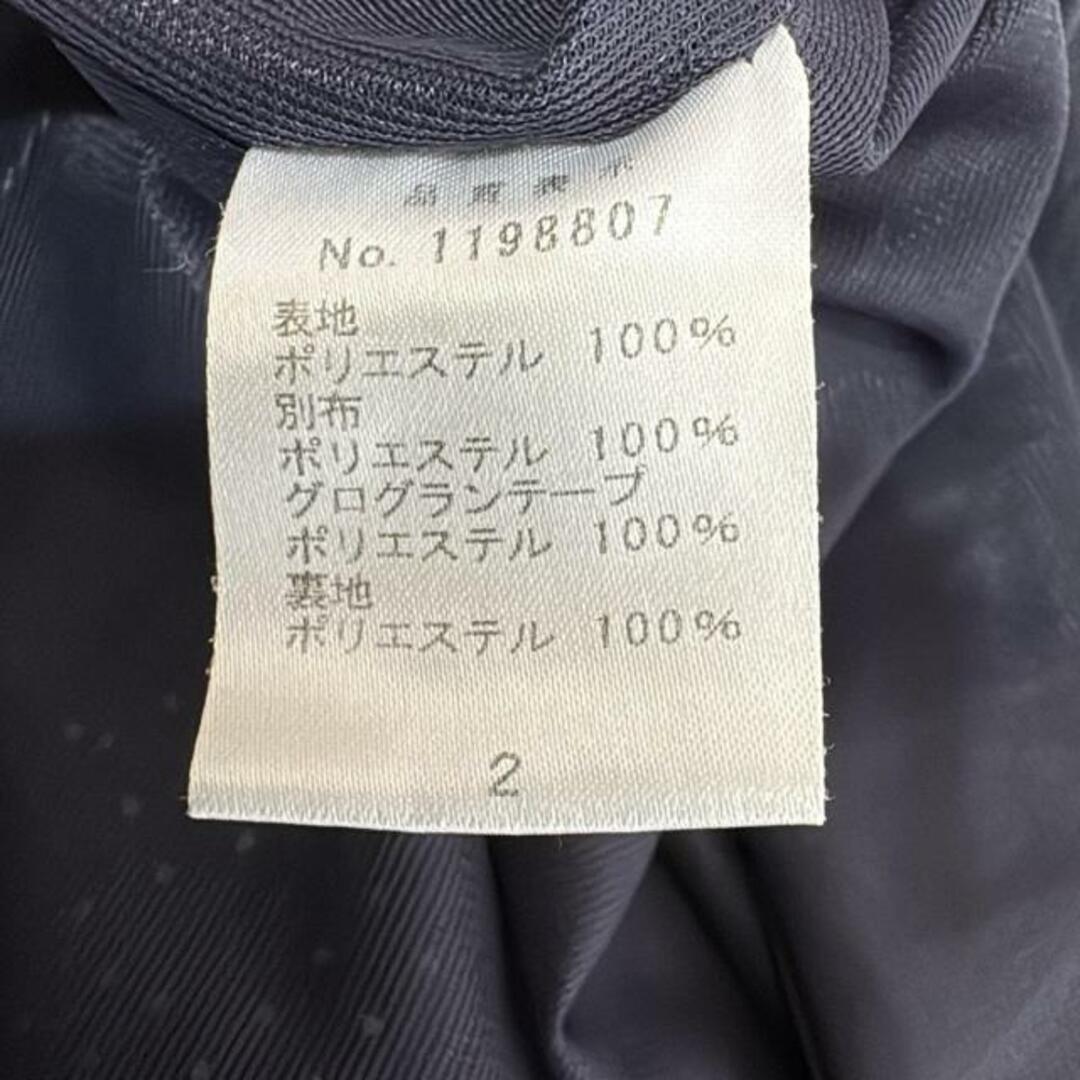 品質表示
No. 1198807
表地
ポリエステル 100%
別布
ポリエステル 100%
グログランテープ
ポリエステル 100%
裏地
ポリエステル 100%
2